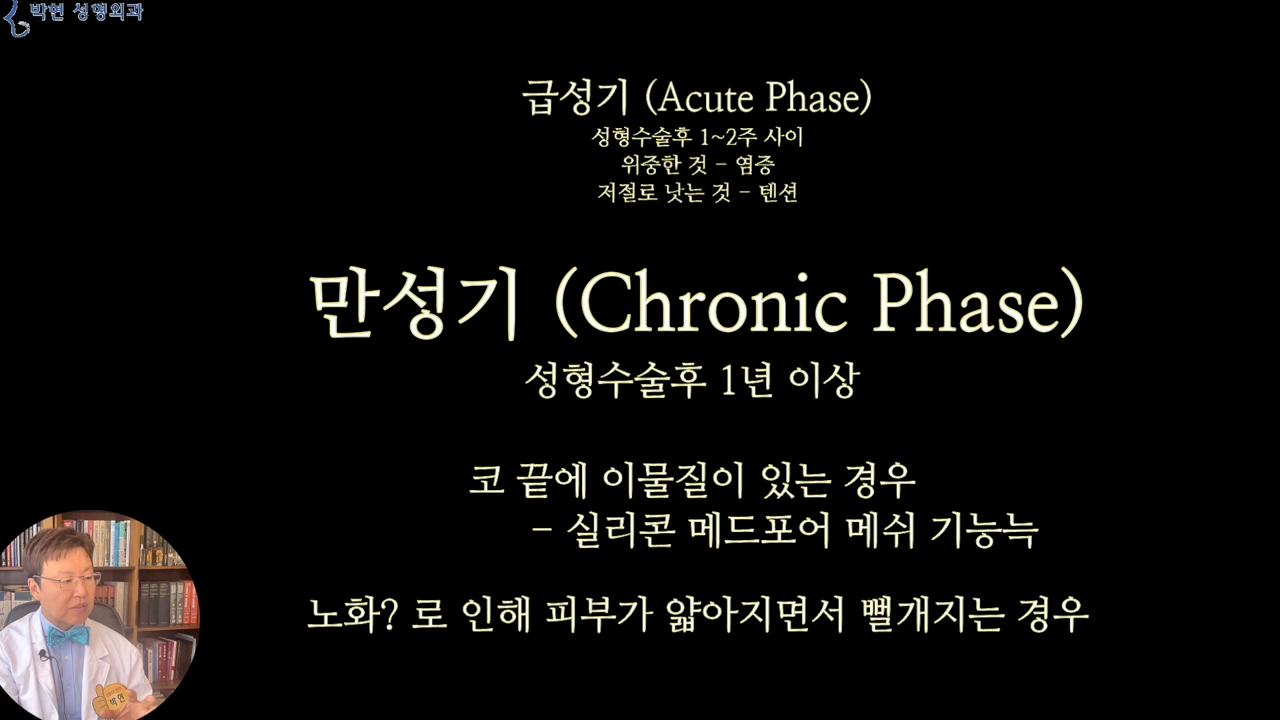 박현 성형외과
급성기 (Acute Phase)
성형수술후 1~2주 사이
위중한 것 - 염증
저절로 낫는 것 - 텐션
만성기 (Chronic Phase)
성형수술후 1년 이상
코 끝에 이물질이 있는 경우
- 실리콘 메드포어 메쉬 기능늑
노화? 로 인해 피부가 얇아지면서 뻘개지는 경우
박현